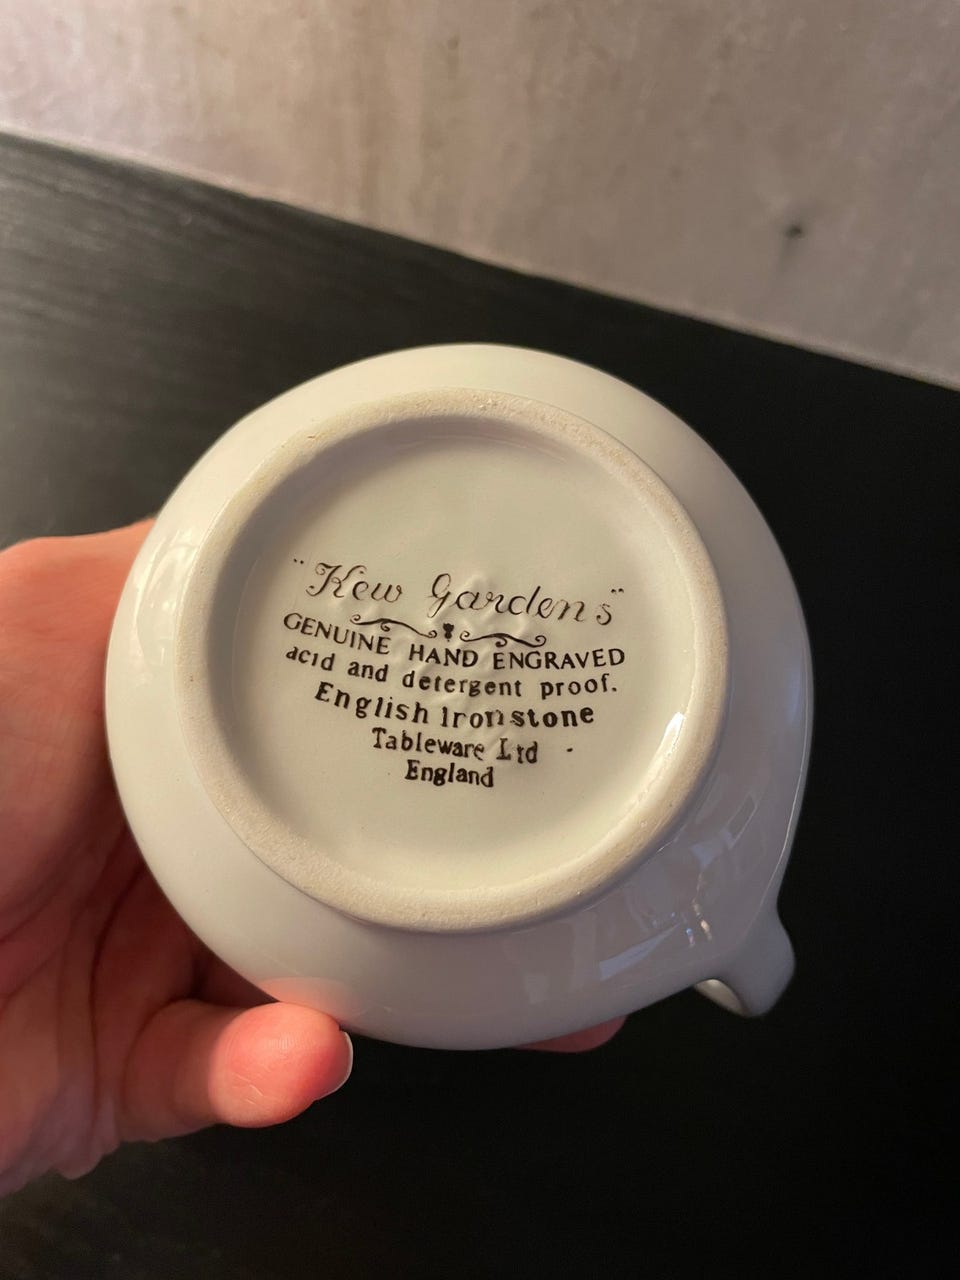 "Kew Gardens"
GENUINE HAND ENGRAVED
acid and detergent proof.
English Ironstone
Tableware Ltd
England